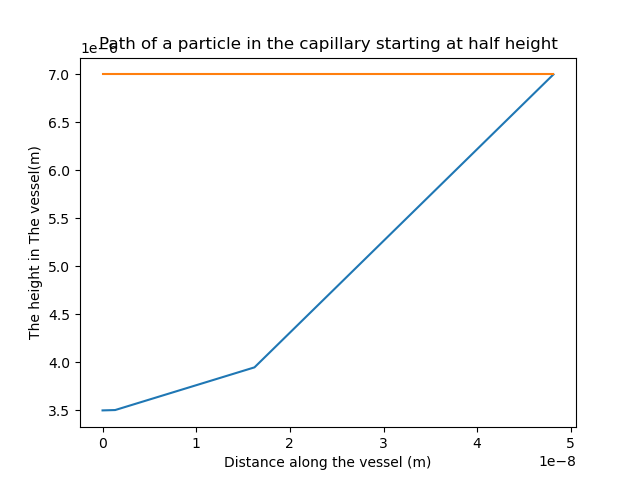 Path of a particle in the capillary starting at half height
1e−6
7.0
6.5
6.0
5.5
5.0
4.5
4.0
3.5
The height in The vessel(m)
0
1
2
3
4
5
1e−8
Distance along the vessel (m)